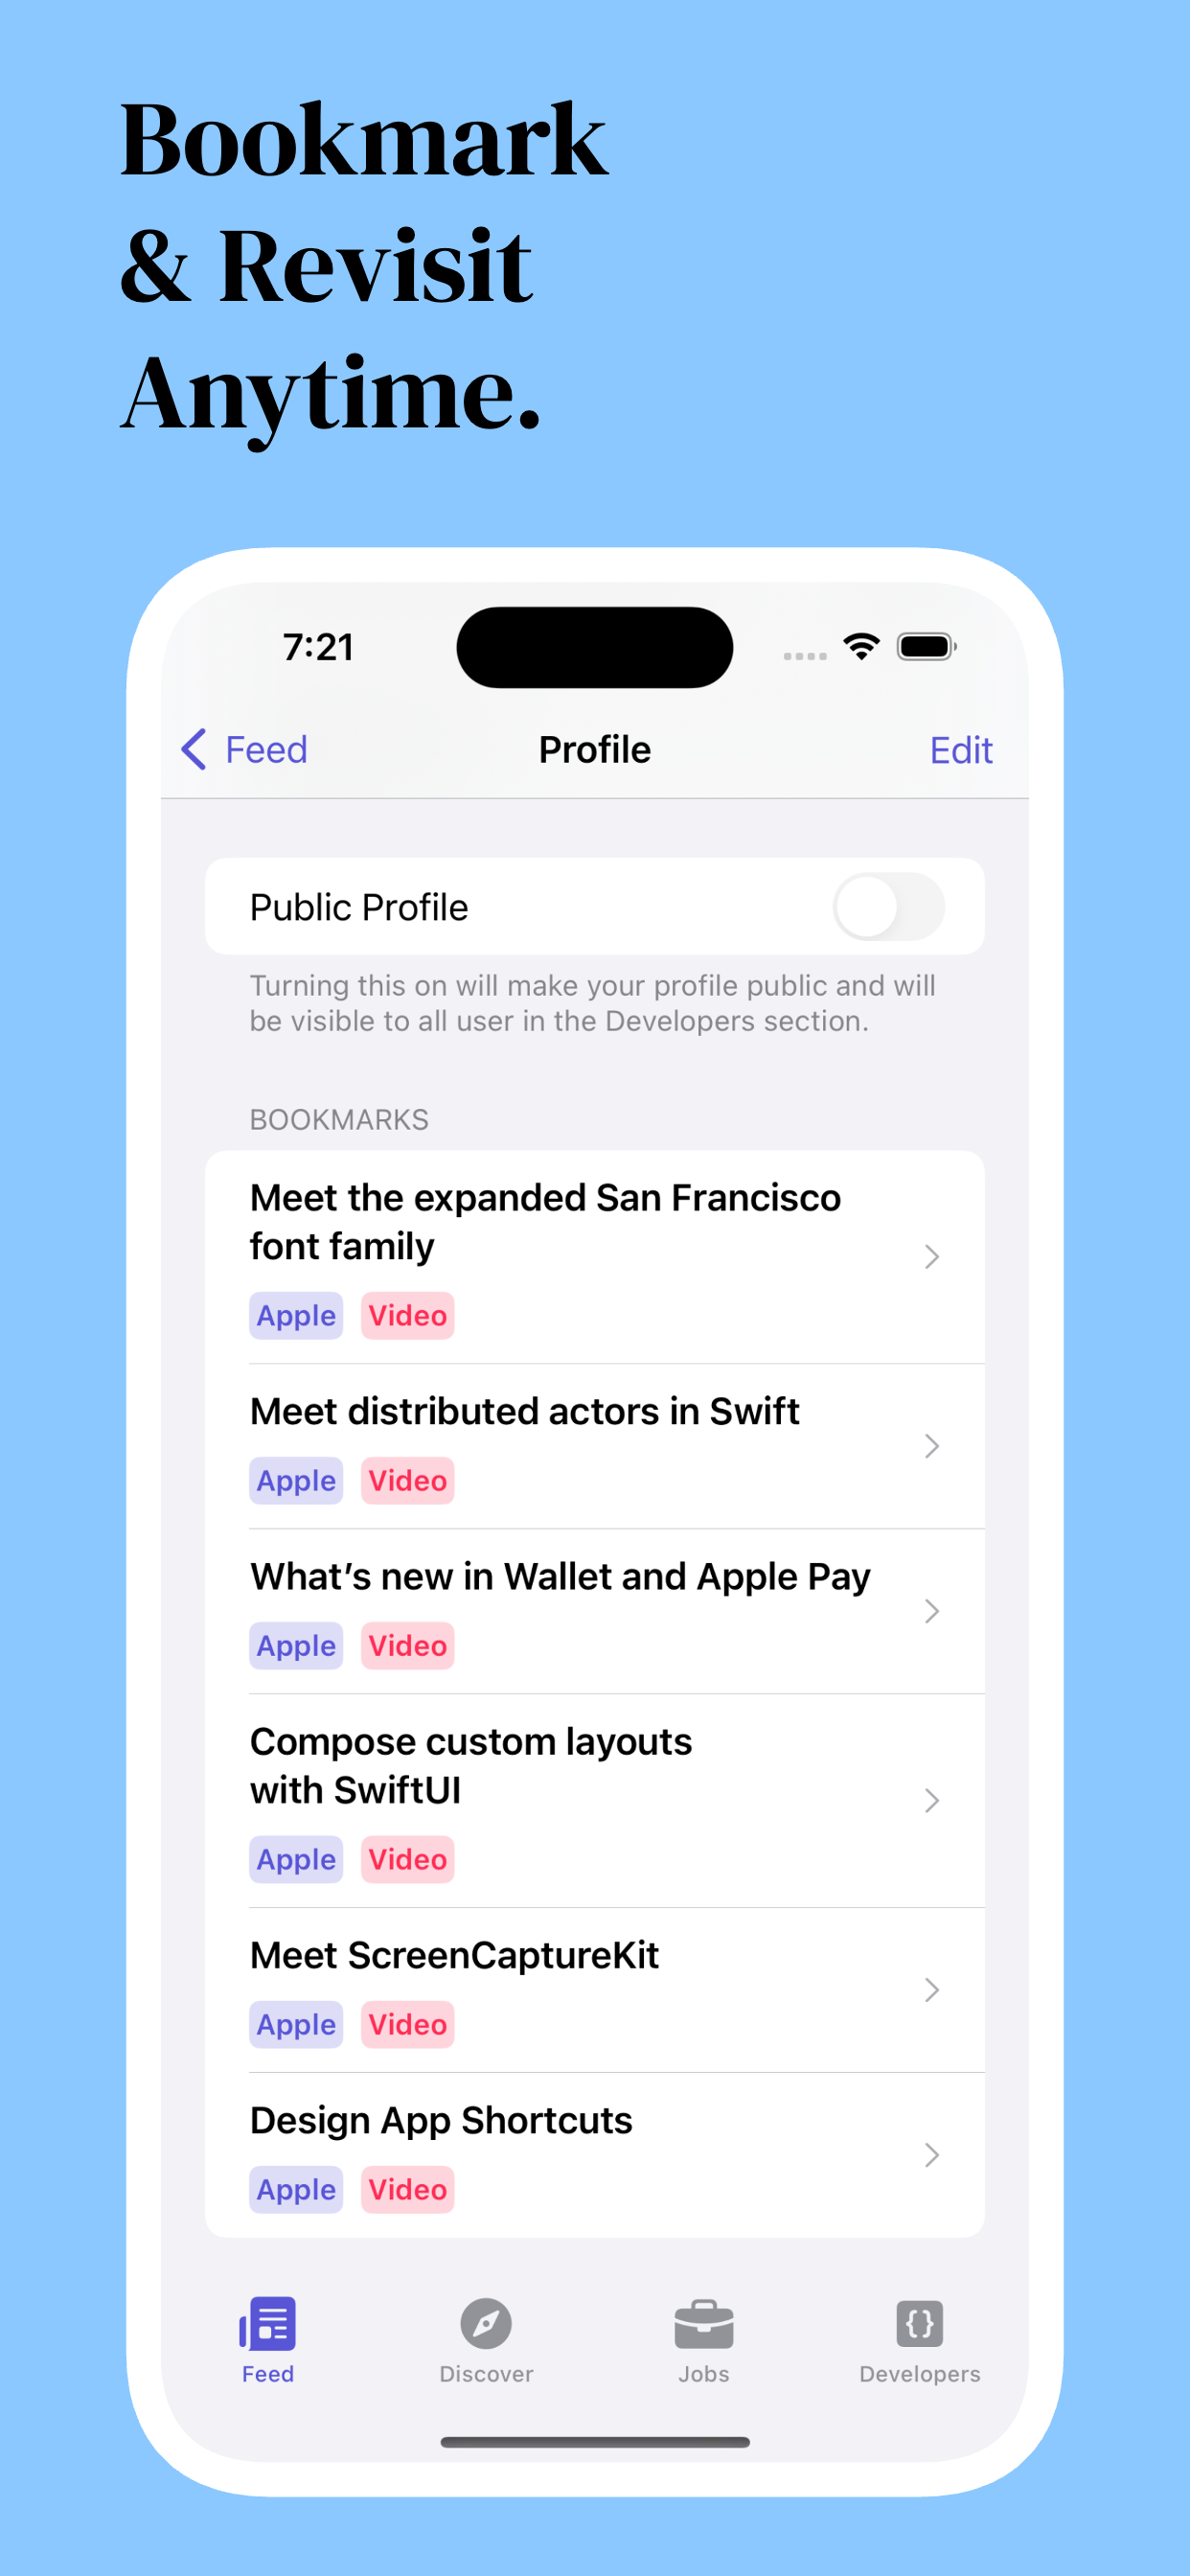 Bookmark
& Revisit
Anytime.
7:21
Feed
Profile
Edit
Public Profile
Turning this on will make your profile public and will
be visible to all user in the Developers section.
BOOKMARKS
Meet the expanded San Francisco
font family
Apple Video
Meet distributed actors in Swift
Apple Video
What’s new in Wallet and Apple Pay
Apple Video
Compose custom layouts
with SwiftUI
Apple Video
Meet ScreenCaptureKit
Apple Video
Design App Shortcuts
Apple Video
Feed
Discover
Jobs
{} Developers